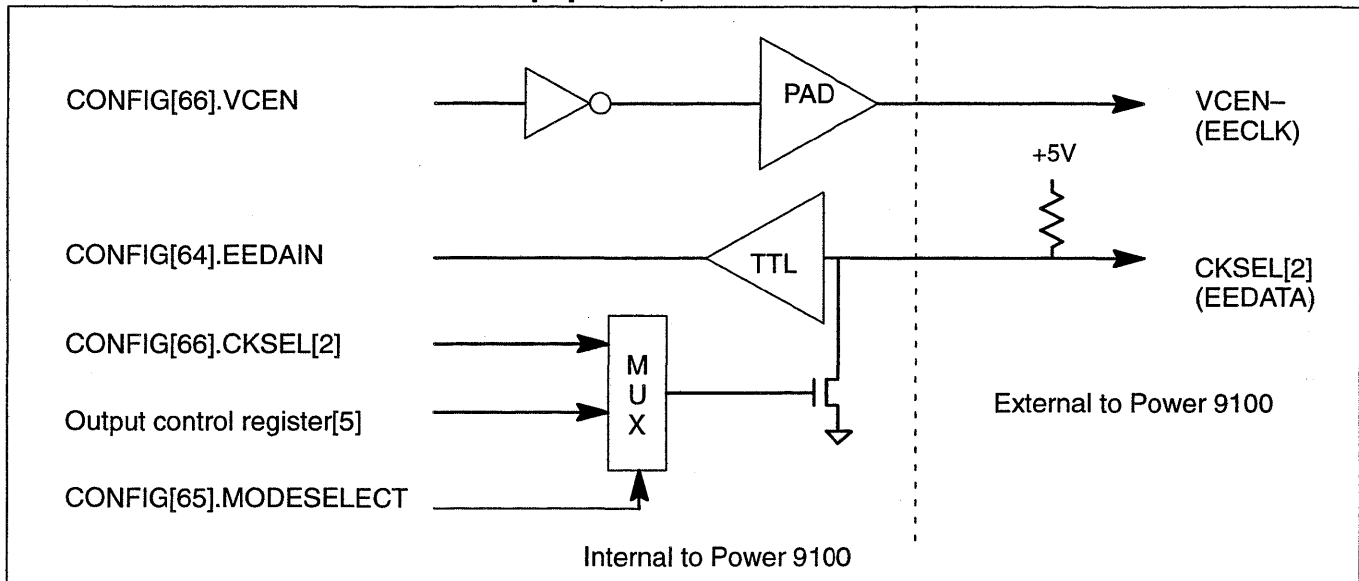 CONFIG[66].VCEN
PAD
VCEN–
(EECLK)
+5V
CONFIG[64].EEDAIN
TTL
CKSEL[2]
(EEDATA)
CONFIG[66].CKSEL[2]
M
U
X
Output control register[5]
External to Power 9100
CONFIG[65].MODESELECT
Internal to Power 9100